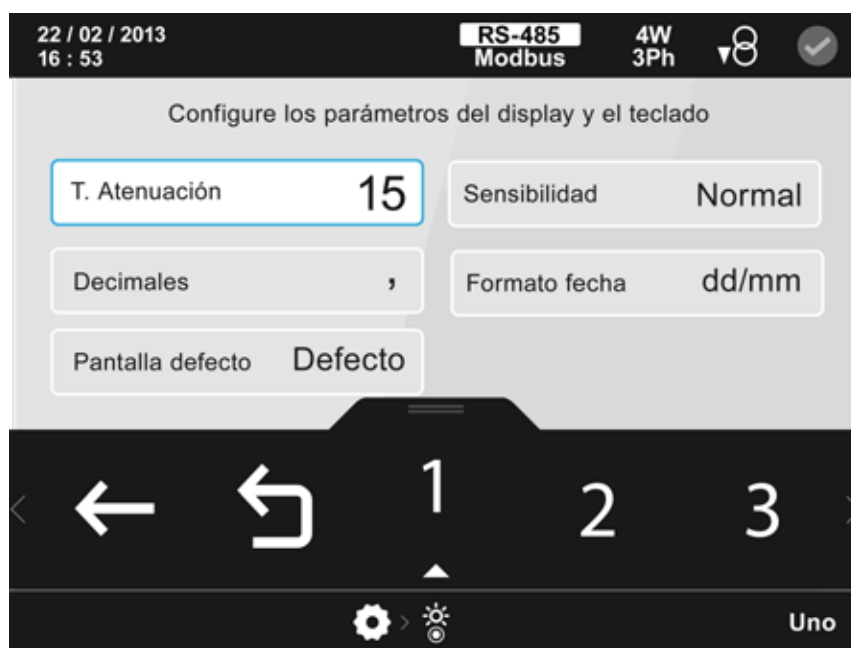 22 / 02 / 2013
16 : 53
RS-485
Modbus
4W
3Ph
Configure los parámetros del display y el teclado
T. Atenuación 15
Sensibilidad Normal
Decimales ,
Formato fecha dd/mm
Pantalla defecto Defecto
1 2 3
Uno